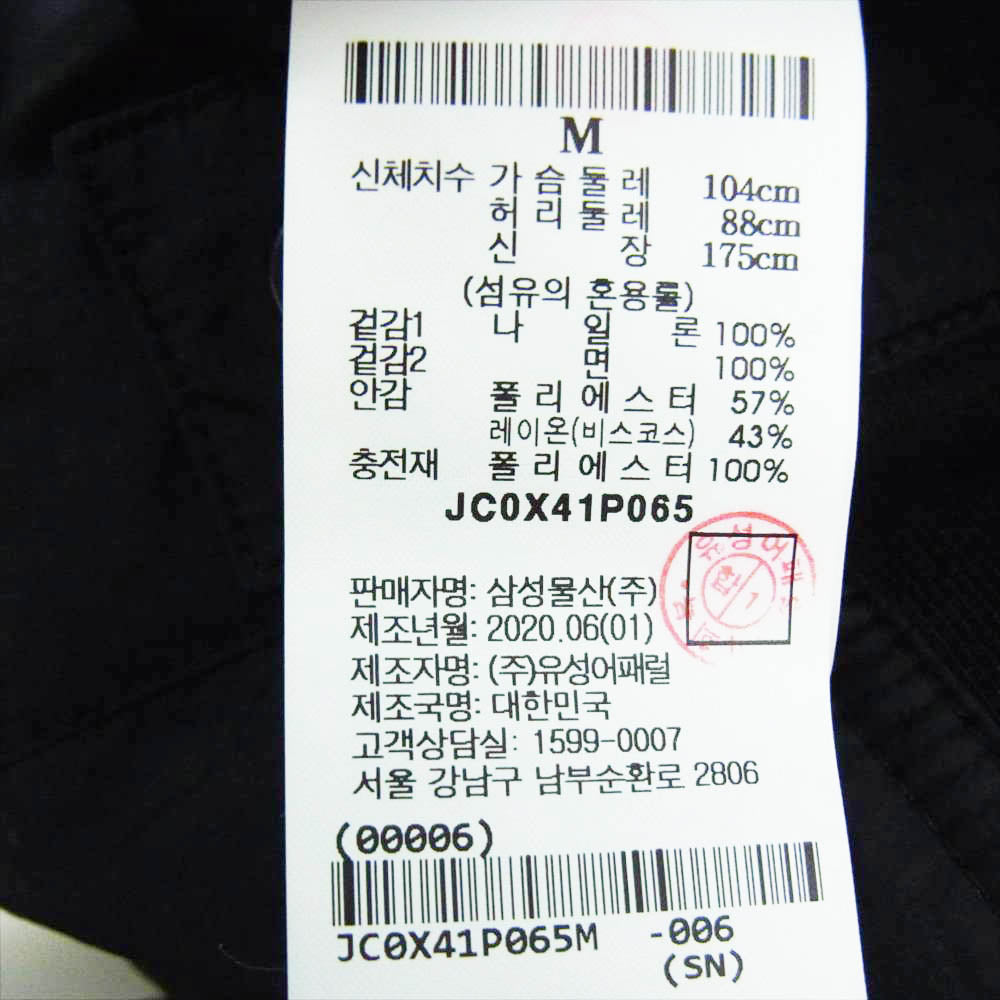 M
신체치수 가 슴 둘 레 104cm
허 리 둘 레 88cm
신 장 175cm
(섬유의 혼용률)
겉감1 나 일 론 100%
겉감2 면 100%
안감 폴 리 에 스 터 57%
레이온(비스코스) 43%
충전재 폴 리 에 스 터 100%
JC0X41P065
판매자명: 삼성물산(주)
제조년월: 2020.06(01)
제조자명: (주)유성어패럴
제조국명: 대한민국
고객상담실: 1599-0007
서울 강남구 남부순환로 2806
(00006)
JC0X41P065M -006
(SN)